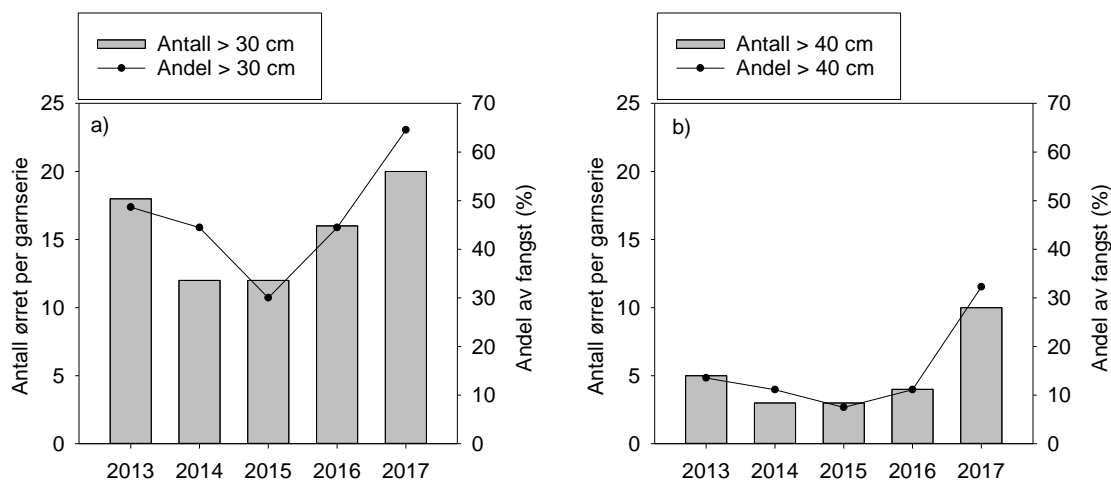 Antall > 30 cm
Andel > 30 cm
a)
Antall ørret per garnserie
25
20
15
10
5
0
70
60
50
40
30
20
10
0
Andel av fangst (%)
2013 2014 2015 2016 2017
Antall > 40 cm
Andel > 40 cm
b)
Antall ørret per garnserie
25
20
15
10
5
0
70
60
50
40
30
20
10
0
Andel av fangst (%)
2013 2014 2015 2016 2017